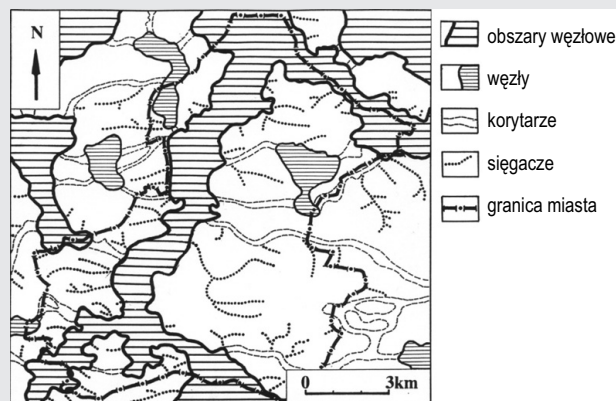 N
obszary węzłowe
węzły
korytarze
sięgacze
granica miasta
0 3km